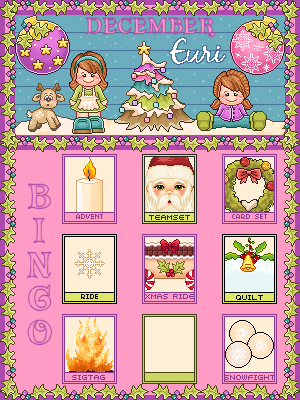 DECEMBER
Euri
BINGO
ADVENT
TEAMSET
CARD SET
RIDE
XMAS RIDE
QUILT
SIGTAG
SNOWFIGHT